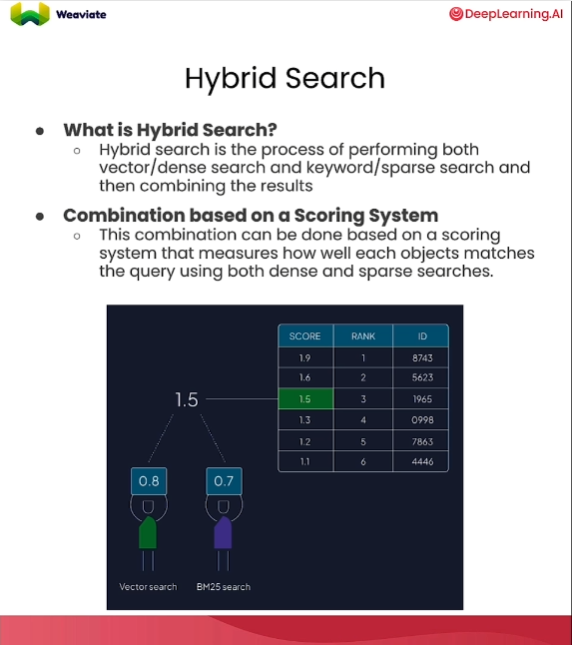 Weaviate
DeepLearning.AI
Hybrid Search
● What is Hybrid Search?
○ Hybrid search is the process of performing both
vector/dense search and keyword/sparse search and
then combining the results
● Combination based on a Scoring System
○ This combination can be done based on a scoring
system that measures how well each objects matches
the query using both dense and sparse searches.
SCORE RANK ID
1.9 1 8743
1.6 2 5623
1.5 3 1965
1.3 4 0998
1.2 5 7863
1.1 6 4446
1.5
0.8 0.7
Vector search BM25 search